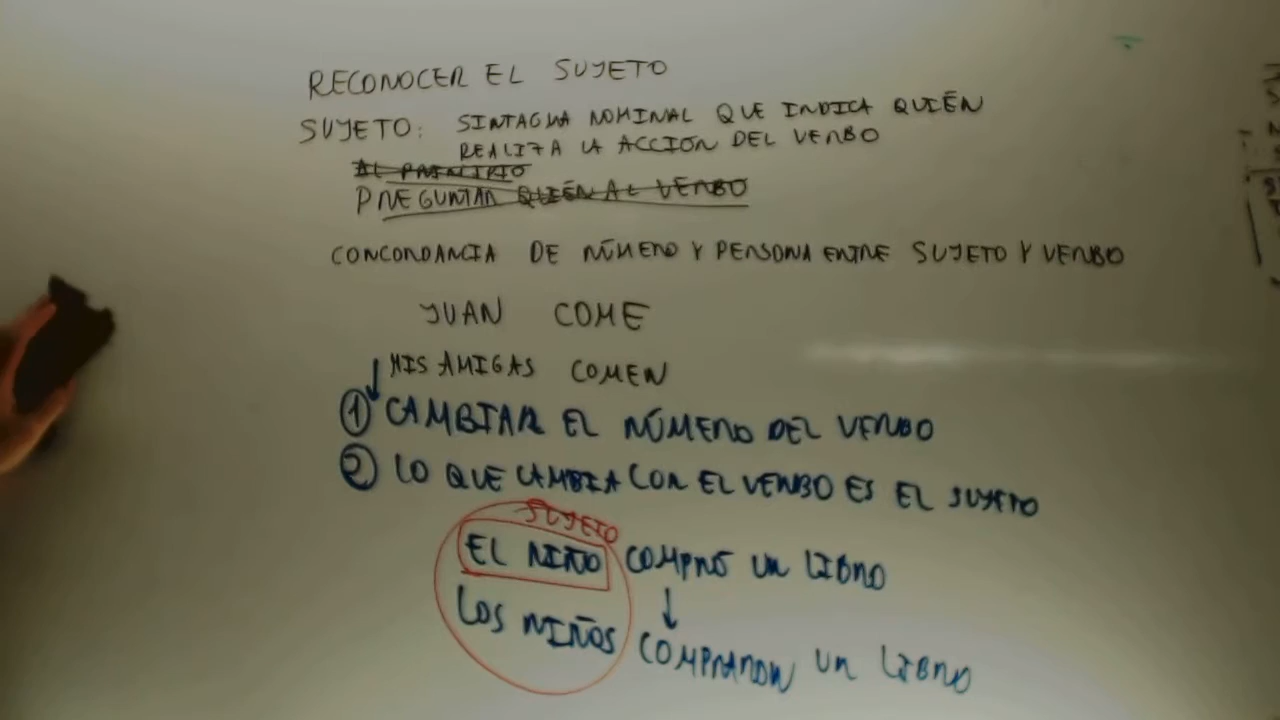 RECONOCER EL SUJETO
SUJETO: SINTAGMA NOMINAL QUE INDICA QUIÉN
REALIZA LA ACCIÓN DEL VERBO
AL PRINCIPIO
PREGUNTAR QUIÉN AL VERBO
CONCORDANCIA DE NÚMERO Y PERSONA ENTRE SUJETO Y VERBO
JUAN COME
MIS AMIGAS COMEN
1 CAMBIAR EL NÚMERO DEL VERBO
2 LO QUE CAMBIA CON EL VERBO ES EL SUJETO
SUJETO
EL NIÑO COMPRÓ UN LIBRO
LOS NIÑOS COMPRARON UN LIBRO